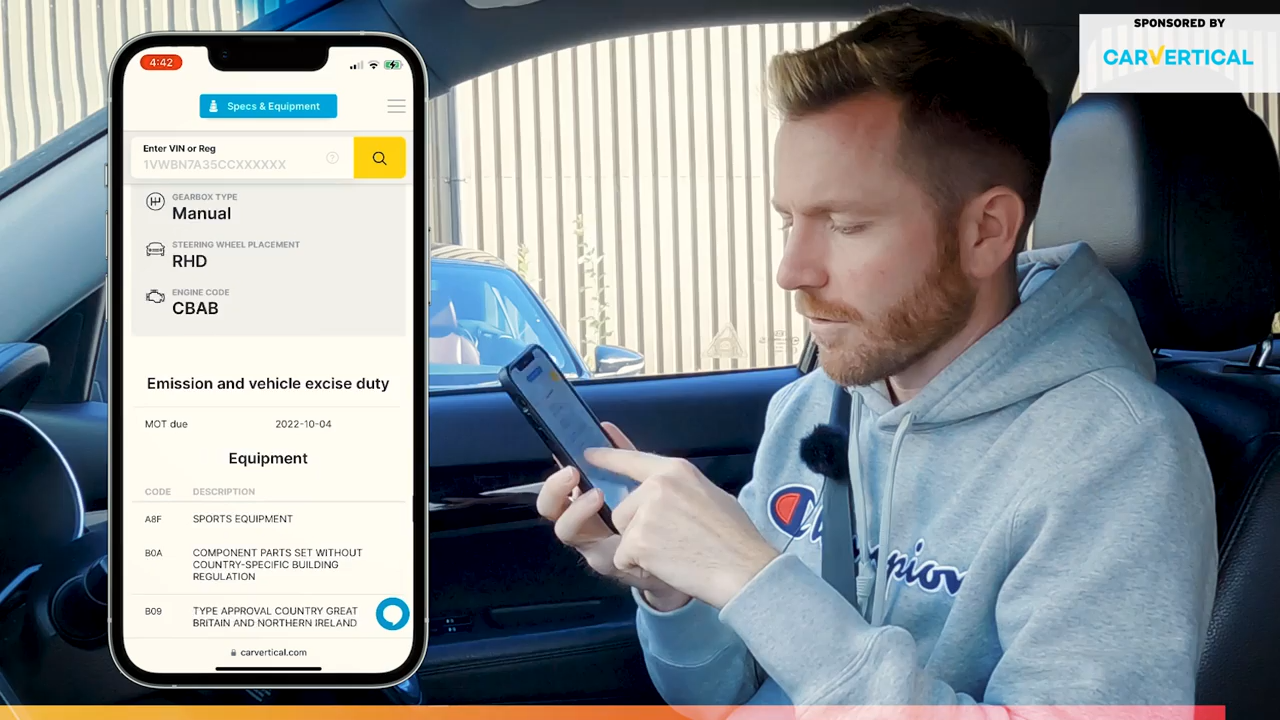 SPONSORED BY
CARVERTICAL
4:42
Specs & Equipment
Enter VIN or Reg
1VWBN7A35CCXXXXXX
?
GEARBOX TYPE
Manual
STEERING WHEEL PLACEMENT
RHD
ENGINE CODE
CBAB
Emission and vehicle excise duty
MOT due 2022-10-04
Equipment
CODE DESCRIPTION
A8F SPORTS EQUIPMENT
B0A COMPONENT PARTS SET WITHOUT
COUNTRY-SPECIFIC BUILDING
REGULATION
B09 TYPE APPROVAL COUNTRY GREAT
BRITAIN AND NORTHERN IRELAND
carvertical.com
Champion